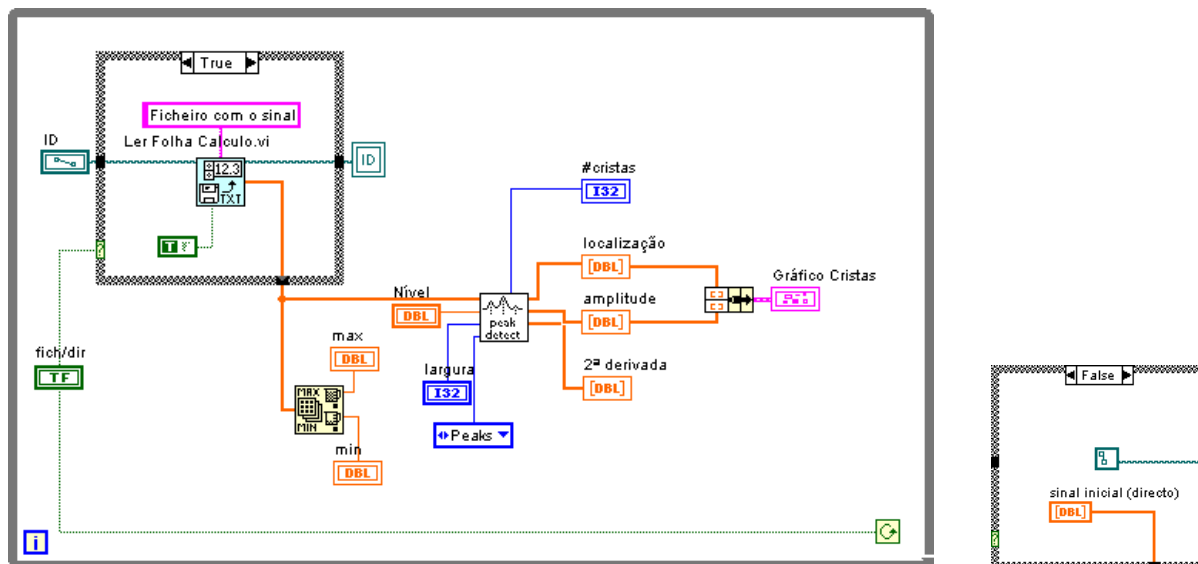 True
Ficheiro com o sinal
ID
Ler Folha Calculo.vi
12.3
TXT
ID
T
?
fich/dir
TF
Nível
DBL
largura
I32
Peaks
peak
detect
max
DBL
MAX
MIN
min
DBL
#cristas
I32
localização
[DBL]
amplitude
[DBL]
2ª derivada
[DBL]
Gráfico Cristas
i
False
sinal inicial (directo)
[DBL]
?